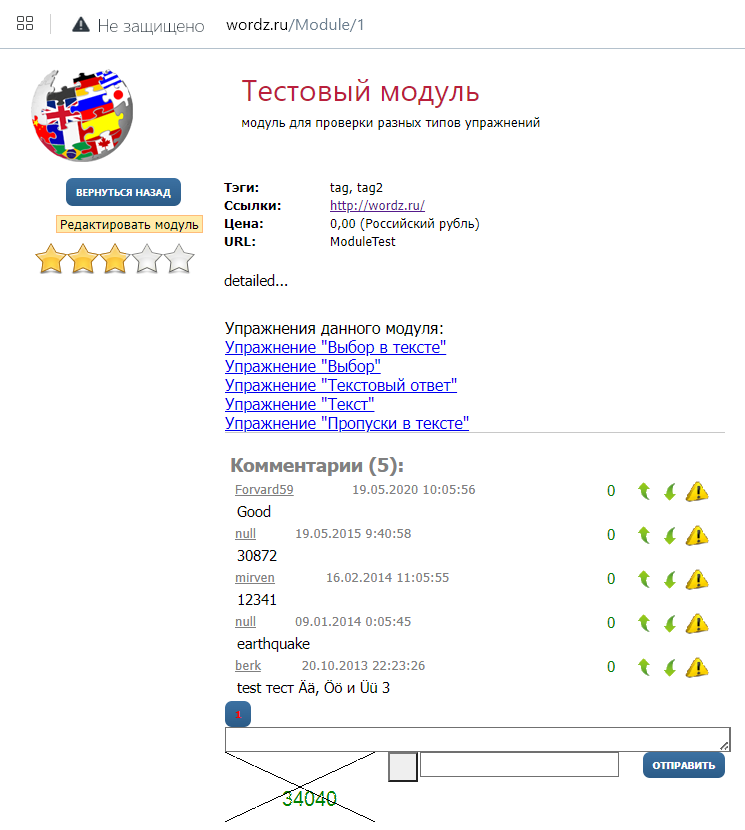 Не защищено wordz.ru/Module/1
Тестовый модуль
модуль для проверки разных типов упражнений
ВЕРНУТЬСЯ НАЗАД
Редактировать модуль
Тэги: tag, tag2
Ссылки: http://wordz.ru/
Цена: 0,00 (Российский рубль)
URL: ModuleTest
detailed...
Упражнения данного модуля:
Упражнение "Выбор в тексте"
Упражнение "Выбор"
Упражнение "Текстовый ответ"
Упражнение "Текст"
Упражнение "Пропуски в тексте"
Комментарии (5):
Forvard59 19.05.2020 10:05:56 0
Good
null 19.05.2015 9:40:58 0
30872
mirven 16.02.2014 11:05:55 0
12341
null 09.01.2014 0:05:45 0
earthquake
berk 20.10.2013 22:23:26 0
test тест Ää, Öö и Üü 3
1
ОТПРАВИТЬ
34040